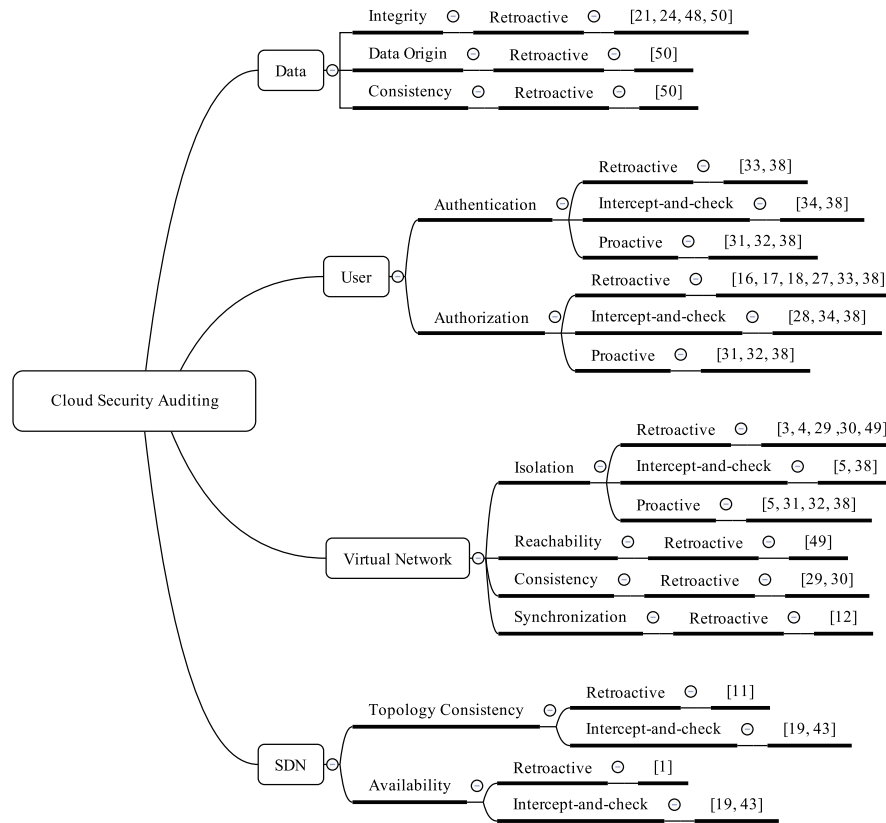 Cloud Security Auditing
Data
Integrity
Retroactive
[21, 24, 48, 50]
Data Origin
Retroactive
[50]
Consistency
Retroactive
[50]
User
Authentication
Retroactive
[33, 38]
Intercept-and-check
[34, 38]
Proactive
[31, 32, 38]
Authorization
Retroactive
[16, 17, 18, 27, 33, 38]
Intercept-and-check
[28, 34, 38]
Proactive
[31, 32, 38]
Virtual Network
Isolation
Retroactive
[3, 4, 29 ,30, 49]
Intercept-and-check
[5, 38]
Proactive
[5, 31, 32, 38]
Reachability
Retroactive
[49]
Consistency
Retroactive
[29, 30]
Synchronization
Retroactive
[12]
SDN
Topology Consistency
Retroactive
[11]
Intercept-and-check
[19, 43]
Availability
Retroactive
[1]
Intercept-and-check
[19, 43]